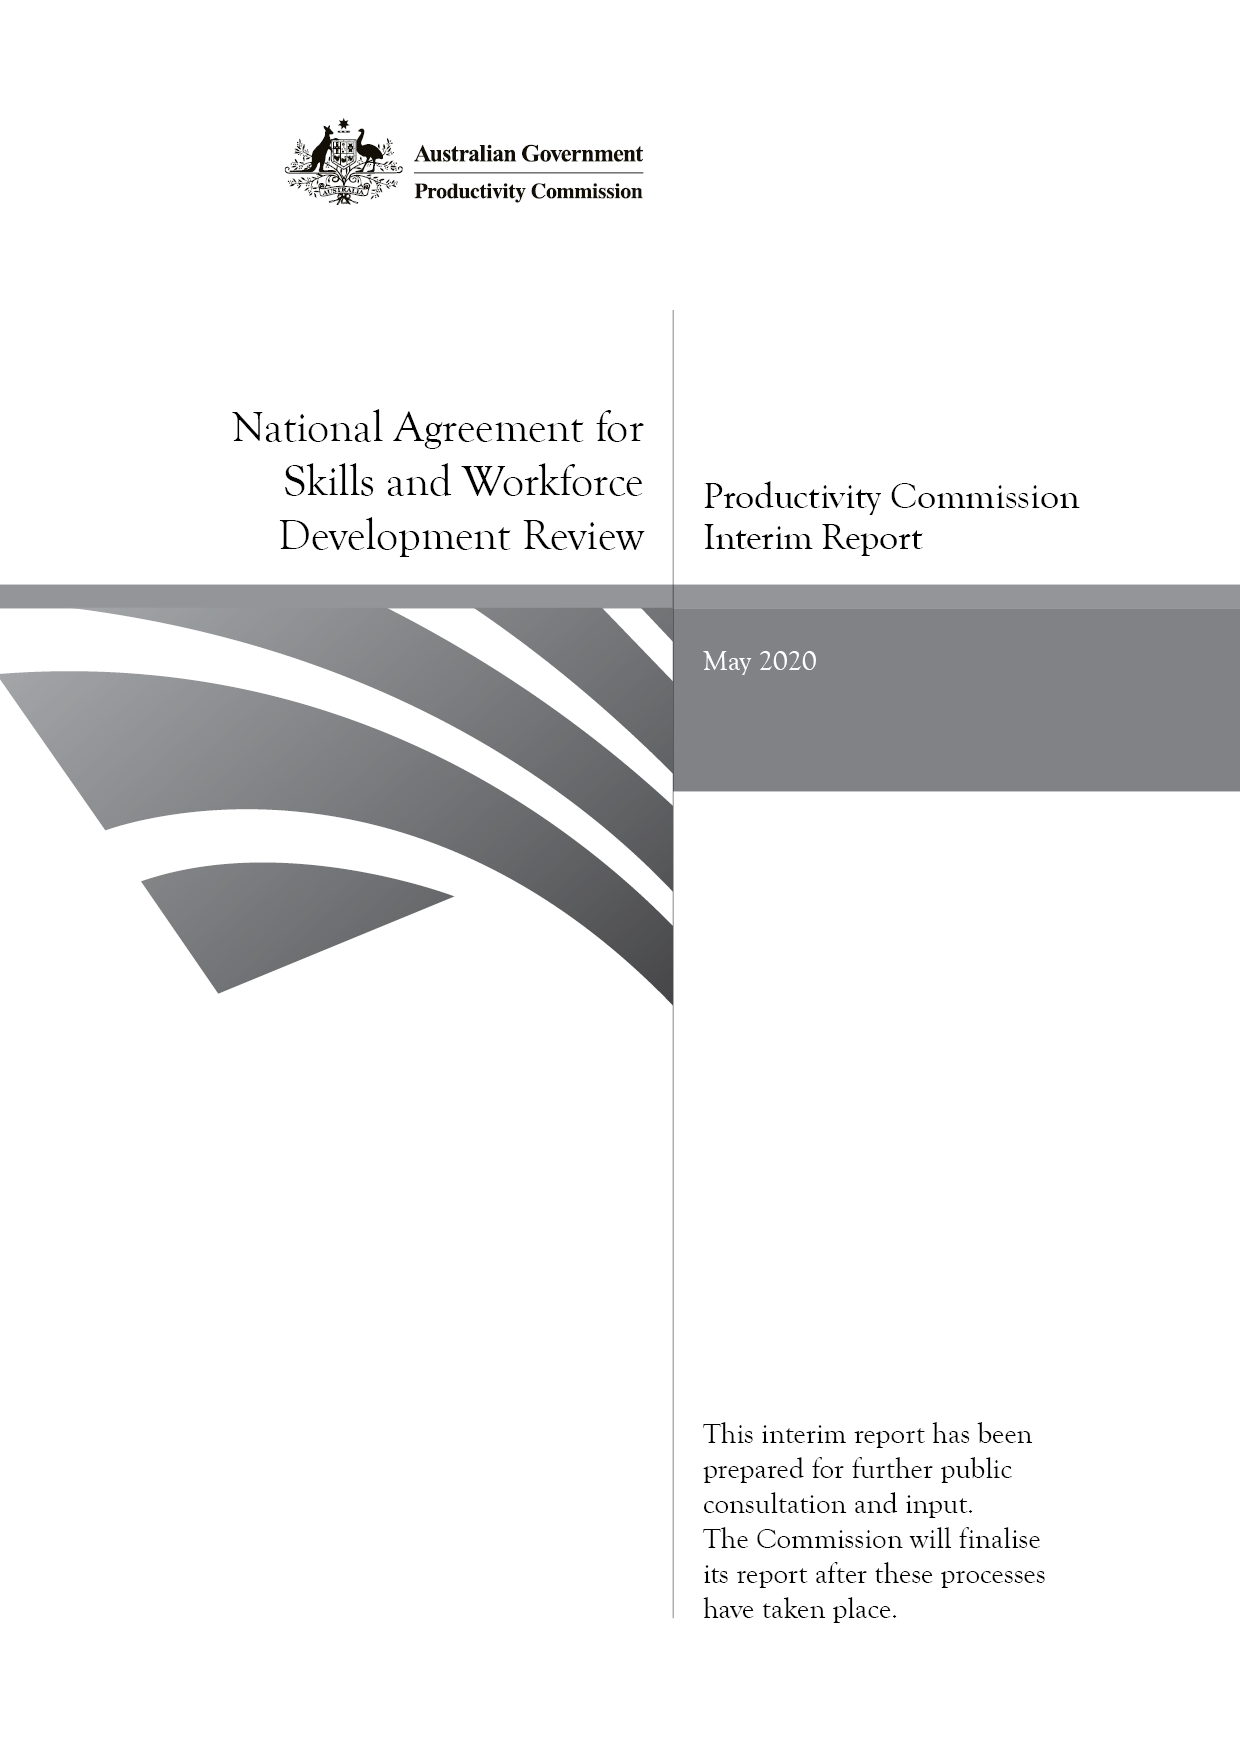 AUSTRALIA
Australian Government
Productivity Commission
National Agreement for
Skills and Workforce
Development Review
Productivity Commission
Interim Report
May 2020
This interim report has been
prepared for further public
consultation and input.
The Commission will finalise
its report after these processes
have taken place.